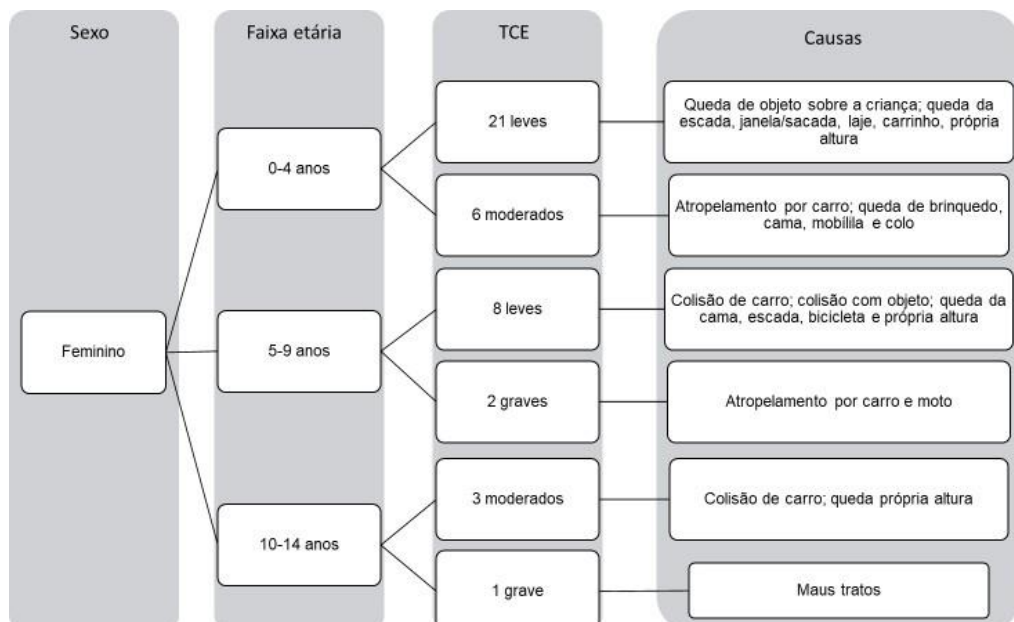 Sexo
Faixa etária
TCE
Causas
Feminino
0-4 anos
21 leves
Queda de objeto sobre a criança; queda da
escada, janela/sacada, laje, carrinho, própria
altura
6 moderados
Atropelamento por carro; queda de brinquedo,
cama, mobílila e colo
5-9 anos
8 leves
Colisão de carro; colisão com objeto; queda da
cama, escada, bicicleta e própria altura
2 graves
Atropelamento por carro e moto
10-14 anos
3 moderados
Colisão de carro; queda própria altura
1 grave
Maus tratos